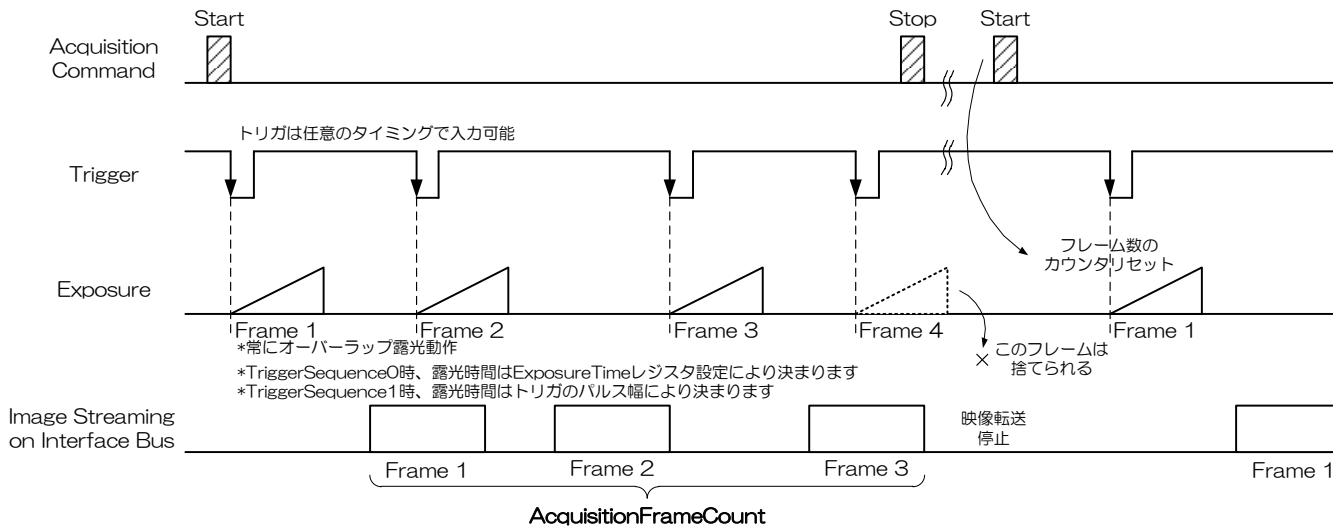 Start
Stop
Start
Acquisition
Command
トリガは任意のタイミングで入力可能
Trigger
フレーム数の
カウンタリセット
Exposure
Frame 1
Frame 2
Frame 3
Frame 4
Frame 1
*常にオーバーラップ露光動作
*TriggerSequence0時、露光時間はExposureTimeレジスタ設定により決まります
*TriggerSequence1時、露光時間はトリガのパルス幅により決まります
× このフレームは
捨てられる
Image Streaming
on Interface Bus
映像転送
停止
Frame 1
Frame 2
Frame 3
Frame 1
AcquisitionFrameCount